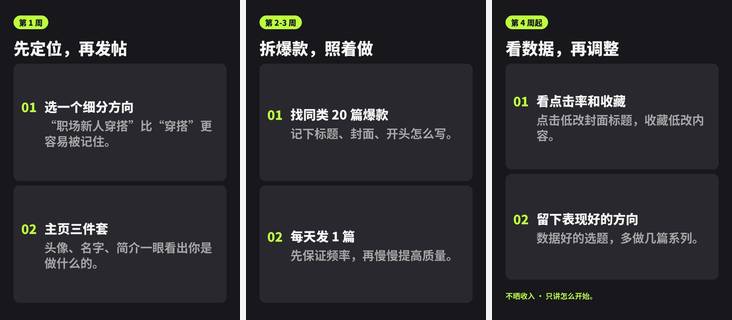 第 1 周
先定位，再发帖
01 选一个细分方向
“职场新人穿搭”比“穿搭”更
容易被记住。
02 主页三件套
头像、名字、简介一眼看出你是
做什么的。
第 2-3 周
拆爆款，照着做
01 找同类 20 篇爆款
记下标题、封面、开头怎么写。
02 每天发 1 篇
先保证频率，再慢慢提高质量。
第 4 周起
看数据，再调整
01 看点击率和收藏
点击低改封面标题，收藏低改内
容。
02 留下表现好的方向
数据好的选题，多做几篇系列。
不晒收入 · 只讲怎么开始。